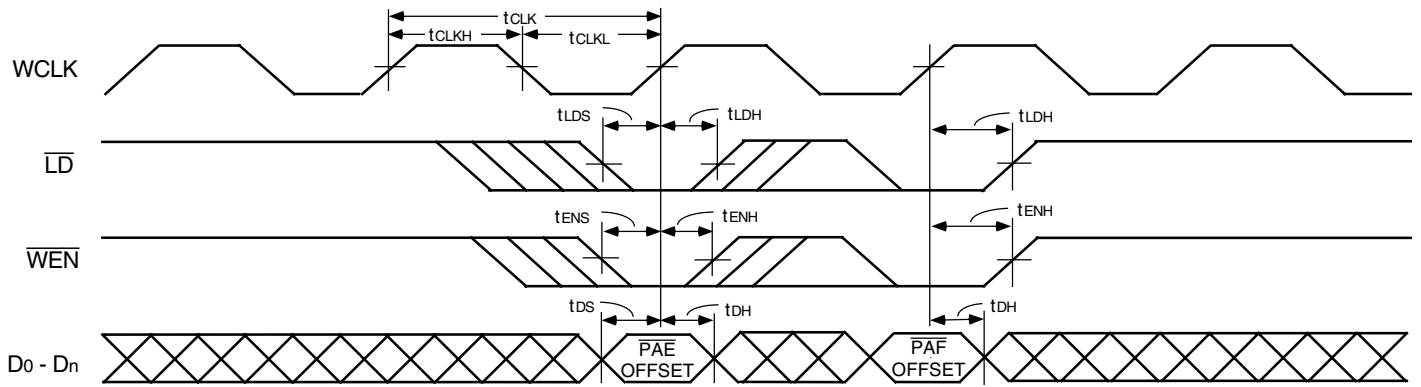 tCLK
tCLKH
tCLKL
WCLK
tLDS
tLDH
tLDH
LD
tENS
tENH
tENH
WEN
tDS
tDH
tDH
D0 - Dn
PAE
OFFSET
PAF
OFFSET